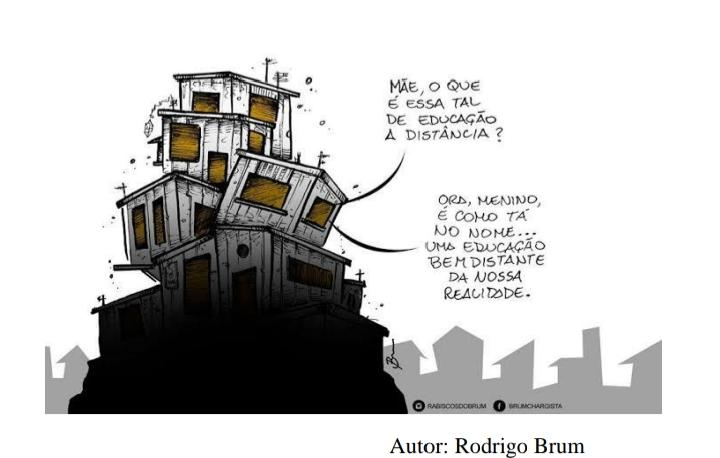 MÃE, O QUE
É ESSA TAL
DE EDUCAÇÃO
A DISTÂNCIA?
ORA, MENINO,
É COMO TÁ
NO NOME...
UMA EDUCAÇÃO
BEM DISTANTE
DA NOSSA
REALIDADE.
RABISCOSDOBRUM BRUMCHARGISTA
Autor: Rodrigo Brum